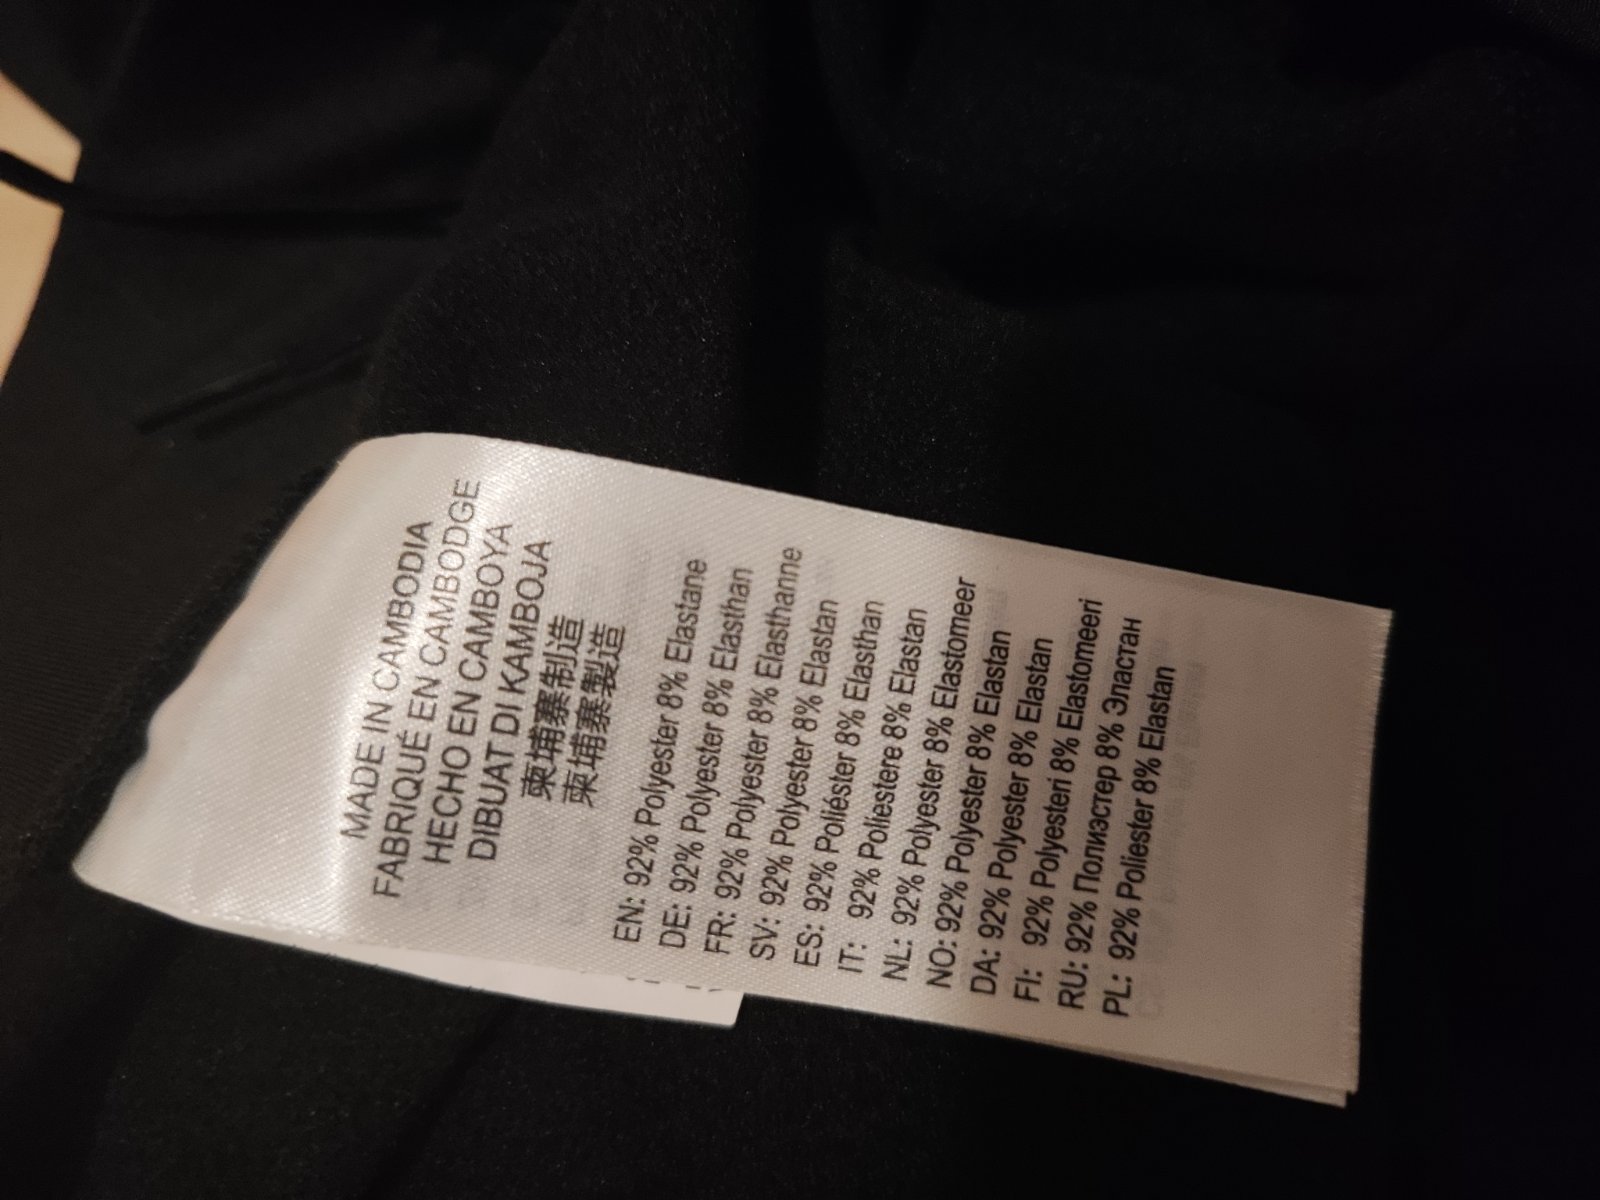 MADE IN CAMBODIA
FABRIQUÉ EN CAMBODGE
HECHO EN CAMBOYA
DIBUAT DI KAMBOJA
柬埔寨制造
柬埔寨製造
EN: 92% Polyester 8% Elastane
DE: 92% Polyester 8% Elasthan
FR: 92% Polyester 8% Elasthanne
SV: 92% Polyester 8% Elastan
ES: 92% Poliéster 8% Elasthan
IT: 92% Poliestere 8% Elastan
NL: 92% Polyester 8% Elastomeer
NO: 92% Polyester 8% Elastan
DA: 92% Polyester 8% Elastan
FI: 92% Polyesteri 8% Elastomeeri
RU: 92% Полиэстер 8% Эластан
PL: 92% Poliester 8% Elastan